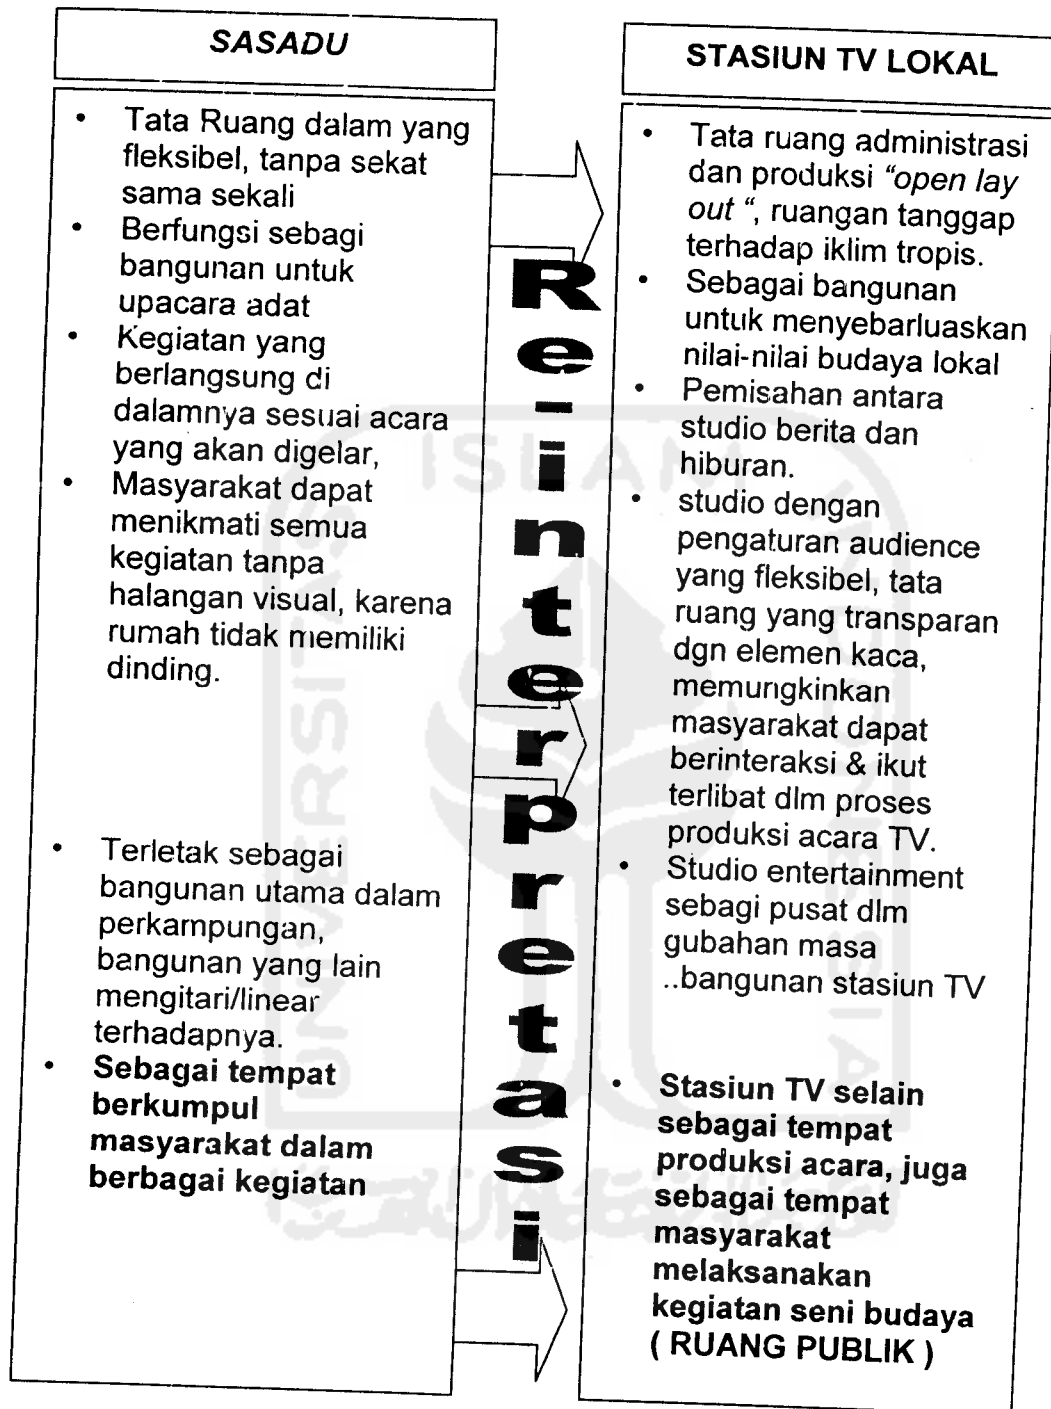 SASADU
• Tata Ruang dalam yang
fleksibel, tanpa sekat
sama sekali
• Berfungsi sebagi
bangunan untuk
upacara adat
• Kegiatan yang
berlangsung di
dalamnya sesuai acara
yang akan digelar,
• Masyarakat dapat
menikmati semua
kegiatan tanpa
halangan visual, karena
rumah tidak memiliki
dinding.
• Terletak sebagai
bangunan utama dalam
perkampungan,
bangunan yang lain
mengitari/linear
terhadapnya.
• Sebagai tempat
berkumpul
masyarakat dalam
berbagai kegiatan
Re-interpretasi
STASIUN TV LOKAL
• Tata ruang administrasi
dan produksi “open lay
out “, ruangan tanggap
terhadap iklim tropis.
• Sebagai bangunan
untuk menyebarluaskan
nilai-nilai budaya lokal
• Pemisahan antara
studio berita dan
hiburan.
• studio dengan
pengaturan audience
yang fleksibel, tata
ruang yang transparan
dgn elemen kaca,
memungkinkan
masyarakat dapat
berinteraksi & ikut
terlibat dlm proses
produksi acara TV.
• Studio entertainment
sebagi pusat dlm
gubahan masa
..bangunan stasiun TV
• Stasiun TV selain
sebagai tempat
produksi acara, juga
sebagai tempat
masyarakat
melaksanakan
kegiatan seni budaya
( RUANG PUBLIK )
UNIVERSITAS
ISLAM
INDONESIA